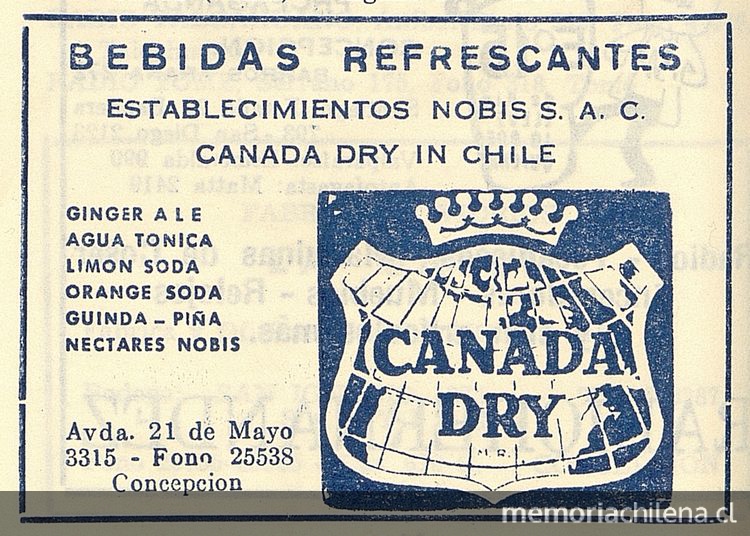 BEBIDAS REFRESCANTES
ESTABLECIMIENTOS NOBIS S. A. C.
CANADA DRY IN CHILE
GINGER ALE
AGUA TONICA
LIMON SODA
ORANGE SODA
GUINDA - PIÑA
NECTARES NOBIS
CANADA
DRY
M.R.
Avda. 21 de Mayo
3315 - Fono 25538
Concepcion
memoriachilena.cl